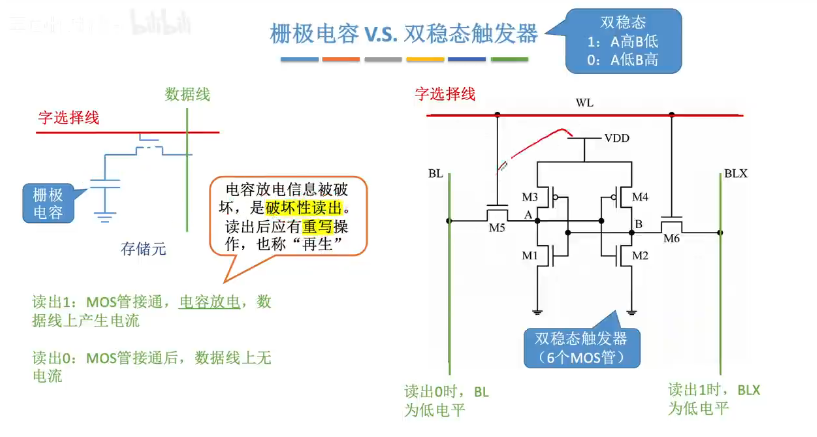 bilibili
栅极电容 V.S. 双稳态触发器
双稳态
1：A高B低
0：A低B高
数据线
字选择线
栅极
电容
存储元
电容放电信息被破
坏，是破坏性读出。
读出后应有重写操
作，也称“再生”
读出1：MOS管接通，电容放电，数
据线上产生电流
读出0：MOS管接通后，数据线上无
电流
字选择线
WL
VDD
BL
BLX
M3
M4
A
B
M5
M6
M1
M2
双稳态触发器
（6个MOS管）
读出0时，BL
为低电平
读出1时，BLX
为低电平